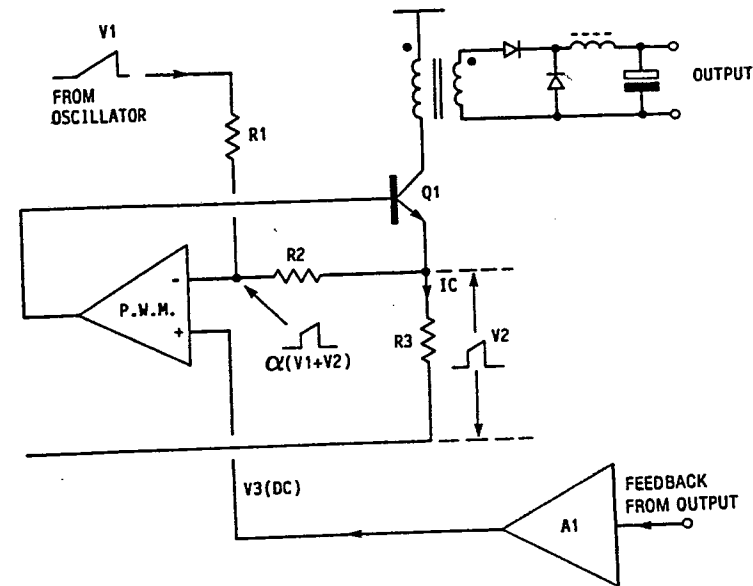 V1
FROM
OSCILLATOR
R1
OUTPUT
Q1
R2
IC
P.W.M.
-
+
R3
V2
α(V1+V2)
V3(DC)
A1
FEEDBACK
FROM OUTPUT